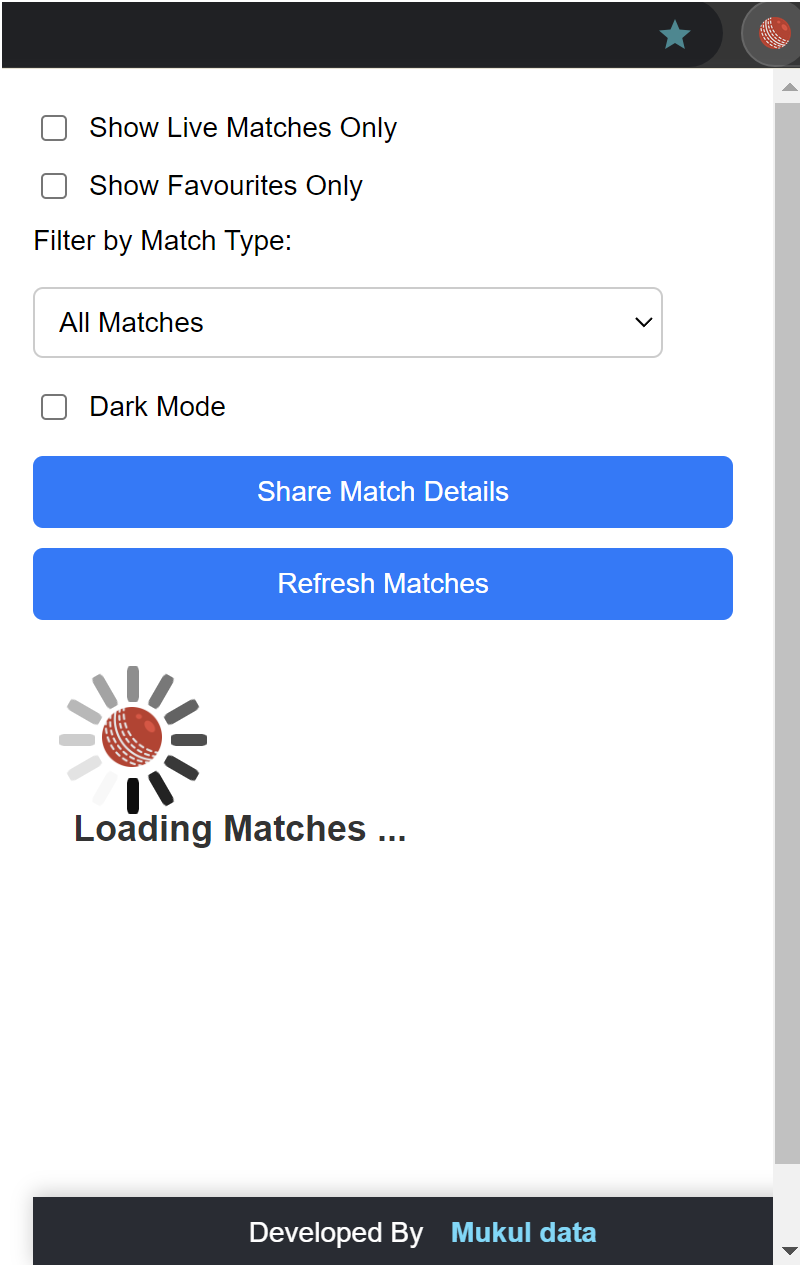 Show Live Matches Only
Show Favourites Only
Filter by Match Type:
All Matches
Dark Mode
Share Match Details
Refresh Matches
Loading Matches ...
Developed By Mukul data